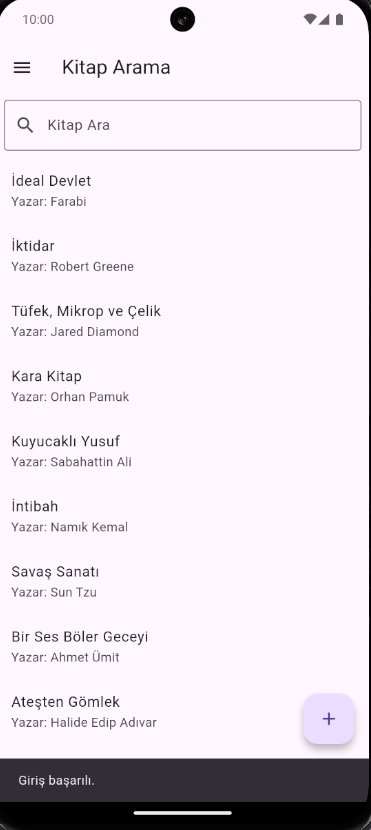 10:00
Kitap Arama
Kitap Ara
İdeal Devlet
Yazar: Farabi
İktidar
Yazar: Robert Greene
Tüfek, Mikrop ve Çelik
Yazar: Jared Diamond
Kara Kitap
Yazar: Orhan Pamuk
Kuyucaklı Yusuf
Yazar: Sabahattin Ali
İntibah
Yazar: Namık Kemal
Savaş Sanatı
Yazar: Sun Tzu
Bir Ses Böler Geceyi
Yazar: Ahmet Ümit
Ateşten Gömlek
Yazar: Halide Edip Adıvar
Giriş başarılı.